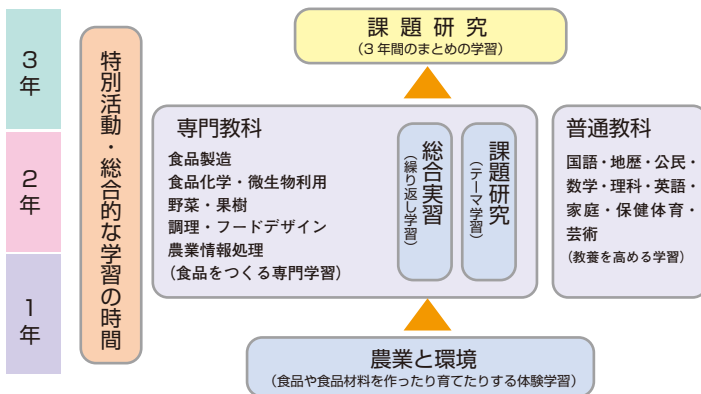 3年
2年
1年
特別活動・総合的な学習の時間
課題研究
(3年間のまとめの学習)
専門教科
食品製造
食品化学・微生物利用
野菜・果樹
調理・フードデザイン
農業情報処理
(食品をつくる専門学習)
総合実習
(繰り返し学習)
課題研究
(テーマ学習)
普通教科
国語・地歴・公民・
数学・理科・英語・
家庭・保健体育・
芸術
(教養を高める学習)
農業と環境
(食品や食品材料を作ったり育てたりする体験学習)